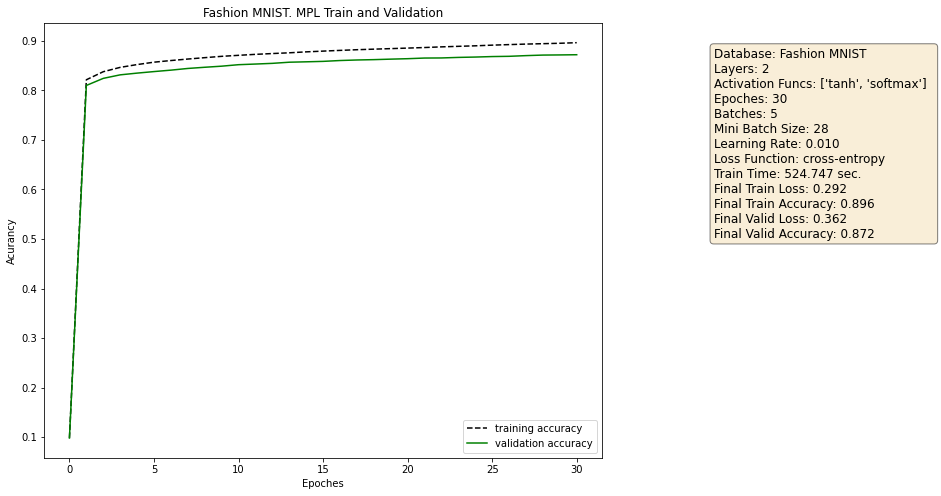 Fashion MNIST. MPL Train and Validation
0.9
0.8
0.7
0.6
0.5
0.4
0.3
0.2
0.1
Acurancy
0 5 10 15 20 25 30
Epoches
training accuracy
validation accuracy
Database: Fashion MNIST
Layers: 2
Activation Funcs: ['tanh', 'softmax']
Epoches: 30
Batches: 5
Mini Batch Size: 28
Learning Rate: 0.010
Loss Function: cross-entropy
Train Time: 524.747 sec.
Final Train Loss: 0.292
Final Train Accuracy: 0.896
Final Valid Loss: 0.362
Final Valid Accuracy: 0.872